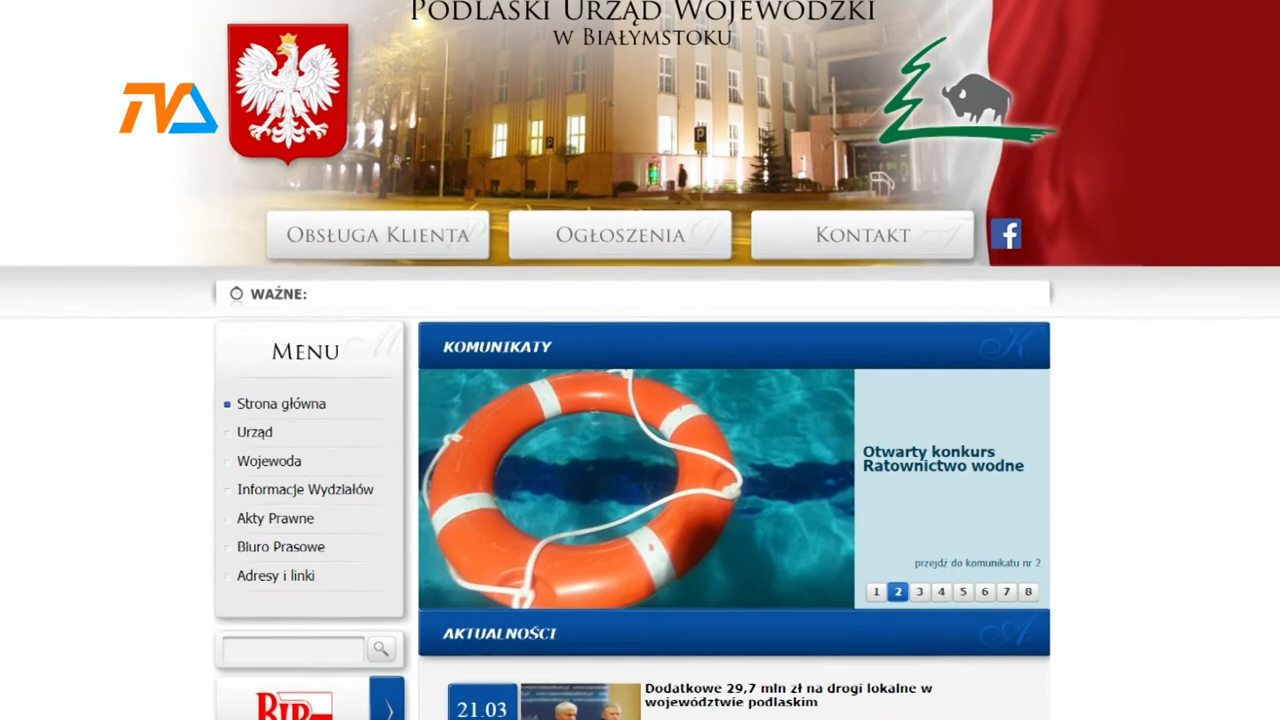 Podlaski Urząd Wojewódzki
w Białymstoku
TVA
Obsługa Klienta
Ogłoszenia
Kontakt
f
WAŻNE:
Menu
Strona główna
Urząd
Wojewoda
Informacje Wydziałów
Akty Prawne
Biuro Prasowe
Adresy i linki
KOMUNIKATY
Otwarty konkurs
Ratownictwo wodne
przejdź do komunikatu nr 2
1 2 3 4 5 6 7 8
AKTUALNOŚCI
21.03
Dodatkowe 29,7 mln zł na drogi lokalne w
województwie podlaskim
BIP